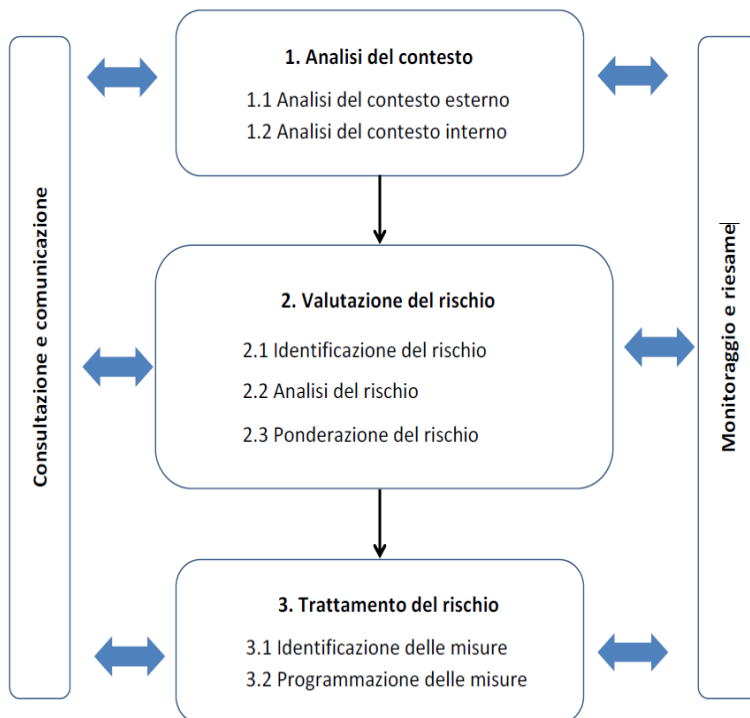 Consultazione e comunicazione
1. Analisi del contesto
1.1 Analisi del contesto esterno
1.2 Analisi del contesto interno
2. Valutazione del rischio
2.1 Identificazione del rischio
2.2 Analisi del rischio
2.3 Ponderazione del rischio
3. Trattamento del rischio
3.1 Identificazione delle misure
3.2 Programmazione delle misure
Monitoraggio e riesame